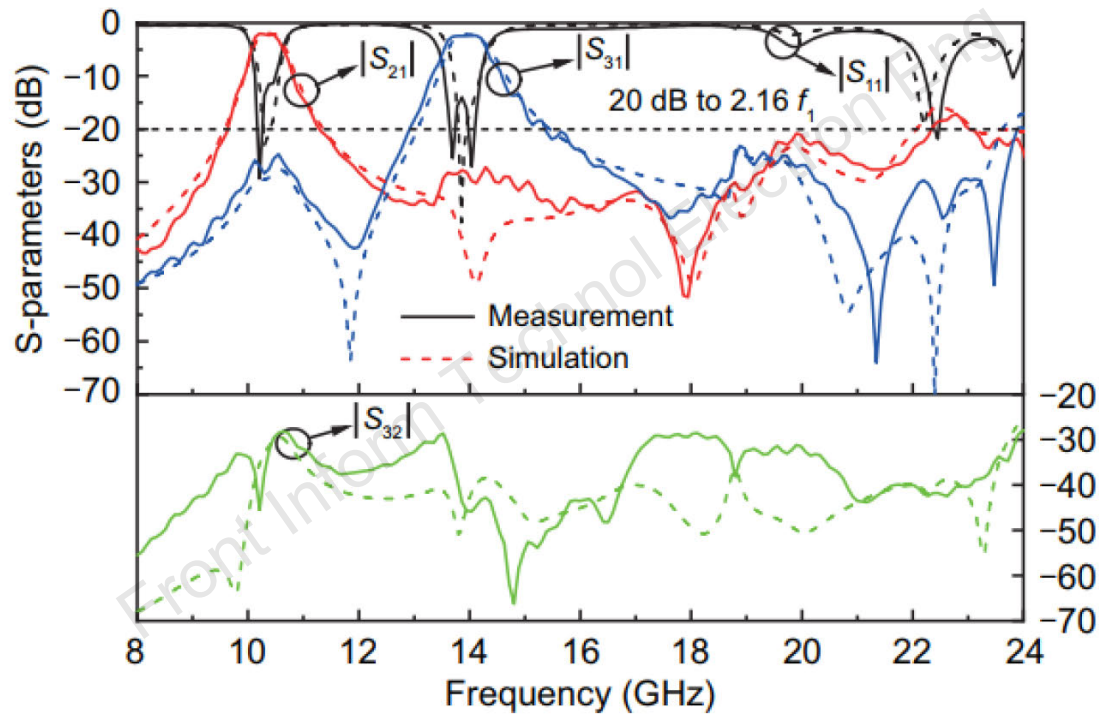 0
−10
−20
−30
−40
−50
−60
−70
S-parameters (dB)
|S21|
|S31|
|S11|
20 dB to 2.16 f1
Measurement
Simulation
−20
−30
−40
−50
−60
−70
|S32|
8 10 12 14 16 18 20 22 24
Frequency (GHz)
Front Inform Technol Electron Eng